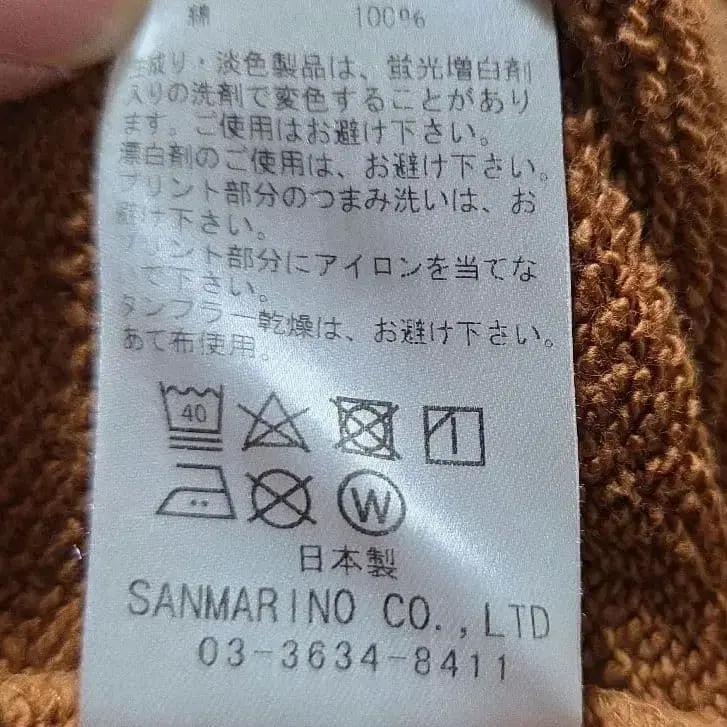 綿 100%
生成り・淡色製品は、蛍光増白剤
入りの洗剤で変色することがあり
ます。ご使用はお避け下さい。
漂白剤のご使用は、お避け下さい。
プリント部分のつまみ洗いは、お
避け下さい。
プリント部分にアイロンを当てな
いで下さい。
タンブラー乾燥は、お避け下さい。
あて布使用。
40
W
日本製
SANMARINO CO.,LTD
03-3634-8411